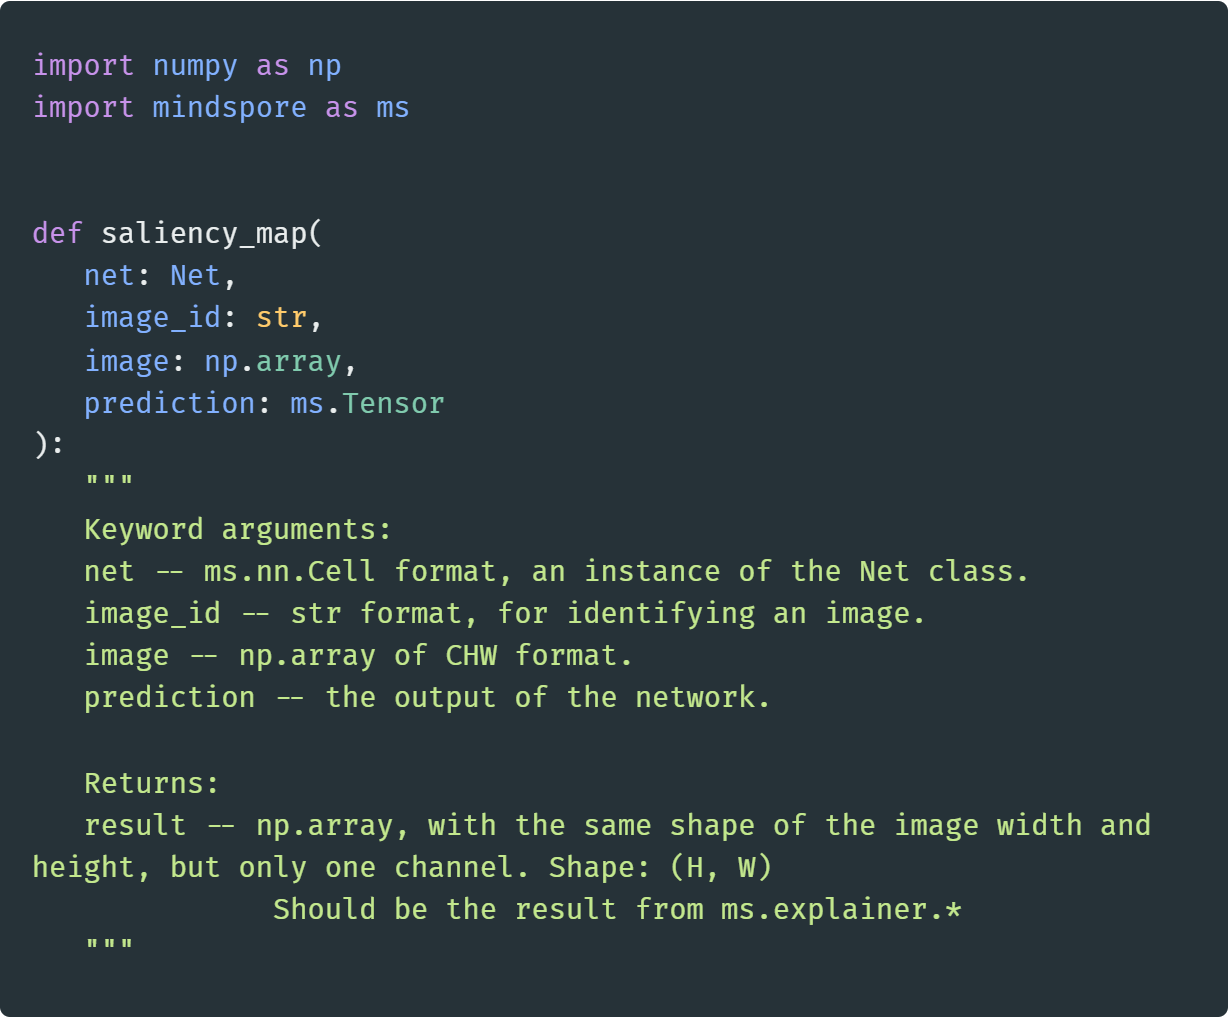 import numpy as np
import mindspore as ms
def saliency_map(
   net: Net,
   image_id: str,
   image: np.array,
   prediction: ms.Tensor
):
   """
   Keyword arguments:
   net -- ms.nn.Cell format, an instance of the Net class.
   image_id -- str format, for identifying an image.
   image -- np.array of CHW format.
   prediction -- the output of the network.
   Returns:
   result -- np.array, with the same shape of the image width and
height, but only one channel. Shape: (H, W)
              Should be the result from ms.explainer.*
   """